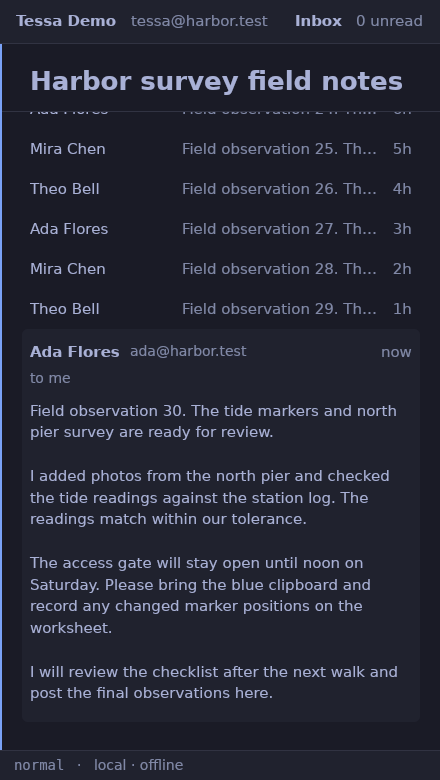 Tessa Demo tessa@harbor.test Inbox 0 unread
Harbor survey field notes
Mira Chen Field observation 25. Th... 5h
Theo Bell Field observation 26. Th... 4h
Ada Flores Field observation 27. Th... 3h
Mira Chen Field observation 28. Th... 2h
Theo Bell Field observation 29. Th... 1h
Ada Flores ada@harbor.test now
to me
Field observation 30. The tide markers and north
pier survey are ready for review.
I added photos from the north pier and checked
the tide readings against the station log. The
readings match within our tolerance.
The access gate will stay open until noon on
Saturday. Please bring the blue clipboard and
record any changed marker positions on the
worksheet.
I will review the checklist after the next walk and
post the final observations here.
normal · local · offline